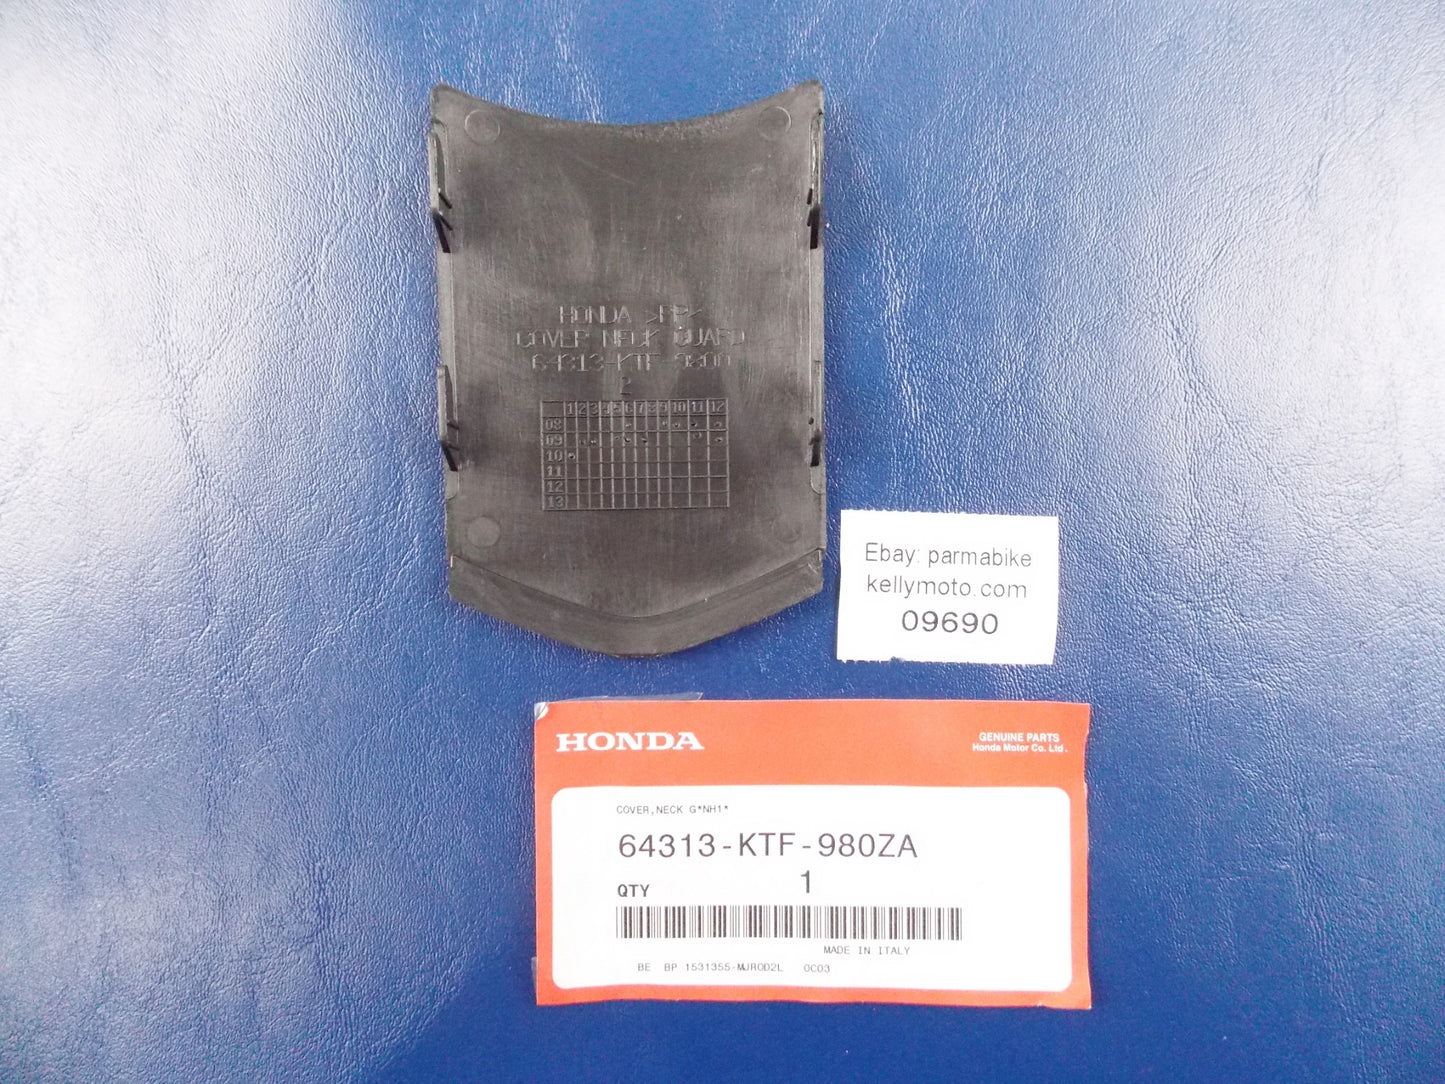 HONDA >PP<
COVER NECK GUARD
64313-KTF-9800
2
1 2 3 4 5 6 7 8 9 10 11 12
08
09
10
11
12
13
Ebay: parmabike
kellymoto.com
09690
HONDA
GENUINE PARTS
Honda Motor Co. Ltd.
COVER,NECK G*NH1*
64313-KTF-980ZA
QTY 1
MADE IN ITALY
BE BP 1531355-MJROD2L 0C03